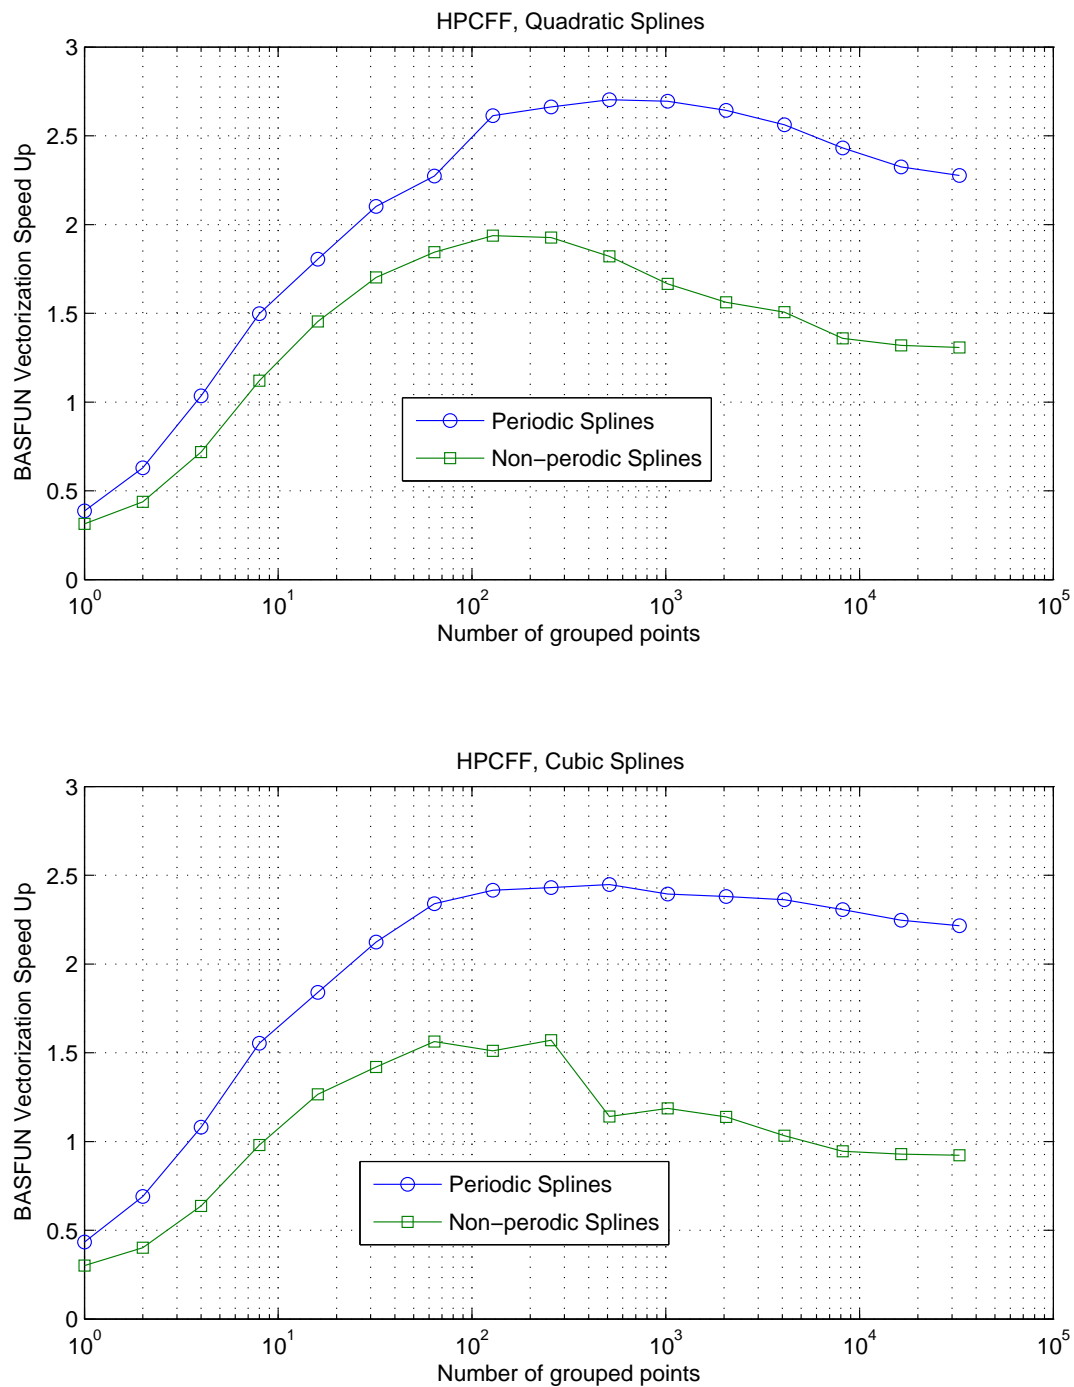 HPCFF, Quadratic Splines
3
2.5
2
1.5
1
0.5
0
BASFUN Vectorization Speed Up
Periodic Splines
Non−perodic Splines
10^0 10^1 10^2 10^3 10^4 10^5
Number of grouped points
HPCFF, Cubic Splines
3
2.5
2
1.5
1
0.5
0
BASFUN Vectorization Speed Up
Periodic Splines
Non−perodic Splines
10^0 10^1 10^2 10^3 10^4 10^5
Number of grouped points